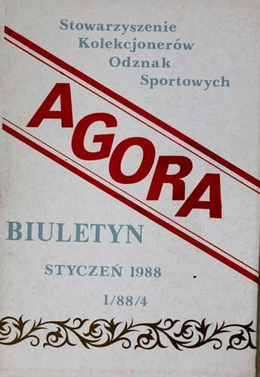 Stowarzyszenie
Kolekcjonerów
Odznak
Sportowych
AGORA
BIULETYN
STYCZEŃ 1988
1/88/4